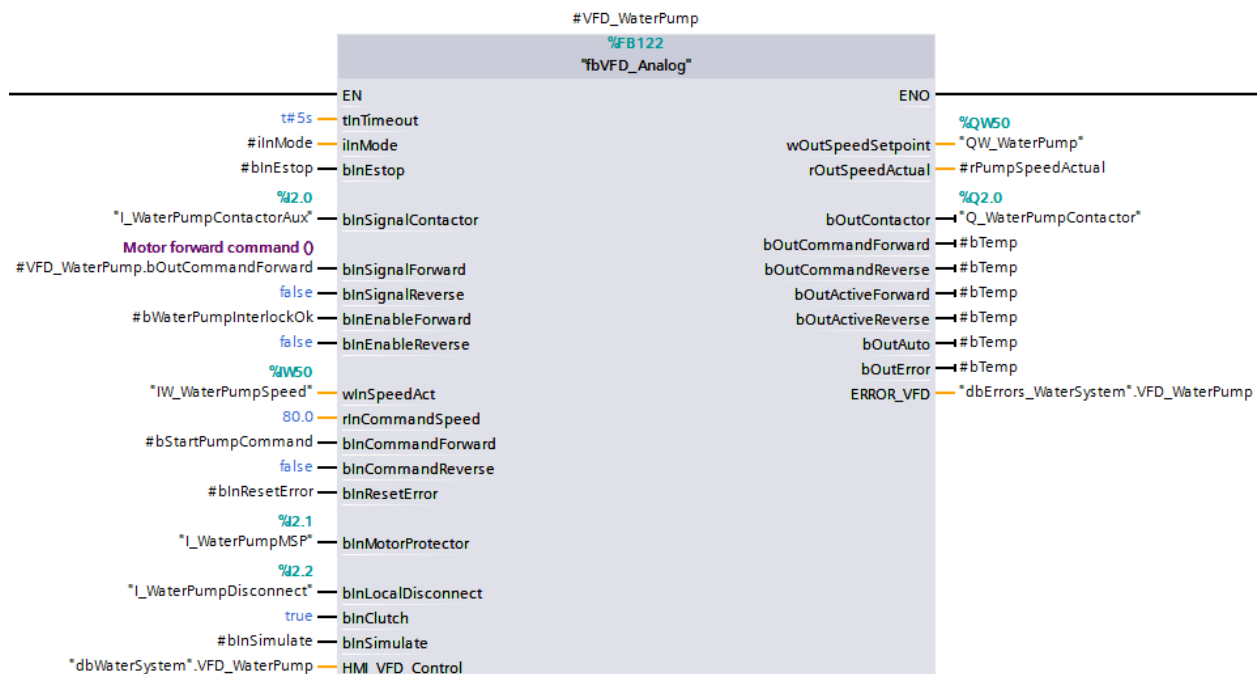 #VFD_WaterPump
%FB122
"fbVFD_Analog"
EN ENO
t#5s tInTimeout
%QW50
#iInMode iInMode wOutSpeedSetpoint "QW_WaterPump"
#bInEstop bInEstop rOutSpeedActual #rPumpSpeedActual
%I2.0 %Q2.0
"I_WaterPumpContactorAux" bInSignalContactor bOutContactor "Q_WaterPumpContactor"
Motor forward command () bOutCommandForward #bTemp
#VFD_WaterPump.bOutCommandForward bInSignalForward bOutCommandReverse #bTemp
false bInSignalReverse bOutActiveForward #bTemp
#bWaterPumpInterlockOk bInEnableForward bOutActiveReverse #bTemp
false bInEnableReverse bOutAuto #bTemp
%IW50 bOutError #bTemp
"IW_WaterPumpSpeed" wInSpeedAct ERROR_VFD "dbErrors_WaterSystem".VFD_WaterPump
80.0 rInCommandSpeed
#bStartPumpCommand bInCommandForward
false bInCommandReverse
#bInResetError bInResetError
%I2.1
"I_WaterPumpMSP" bInMotorProtector
%I2.2
"I_WaterPumpDisconnect" bInLocalDisconnect
true bInClutch
#bInSimulate bInSimulate
"dbWaterSystem".VFD_WaterPump HMI_VFD_Control